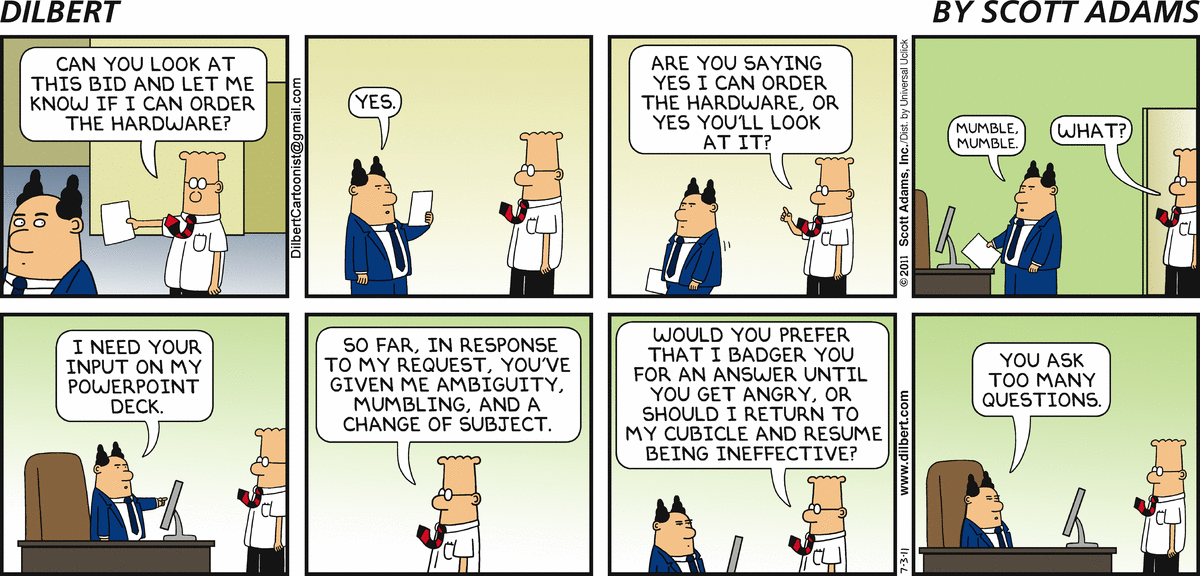 DILBERT
BY SCOTT ADAMS
CAN YOU LOOK AT
THIS BID AND LET ME
KNOW IF I CAN ORDER
THE HARDWARE?
DilbertCartoonist@gmail.com
YES.
ARE YOU SAYING
YES I CAN ORDER
THE HARDWARE, OR
YES YOU'LL LOOK
AT IT?
© 2011 Scott Adams, Inc./Dist. by Universal Uclick
MUMBLE,
MUMBLE.
WHAT?
I NEED YOUR
INPUT ON MY
POWERPOINT
DECK.
SO FAR, IN RESPONSE
TO MY REQUEST, YOU'VE
GIVEN ME AMBIGUITY,
MUMBLING, AND A
CHANGE OF SUBJECT.
WOULD YOU PREFER
THAT I BADGER YOU
FOR AN ANSWER UNTIL
YOU GET ANGRY, OR
SHOULD I RETURN TO
MY CUBICLE AND RESUME
BEING INEFFECTIVE?
7-3-11
www.dilbert.com
YOU ASK
TOO MANY
QUESTIONS.